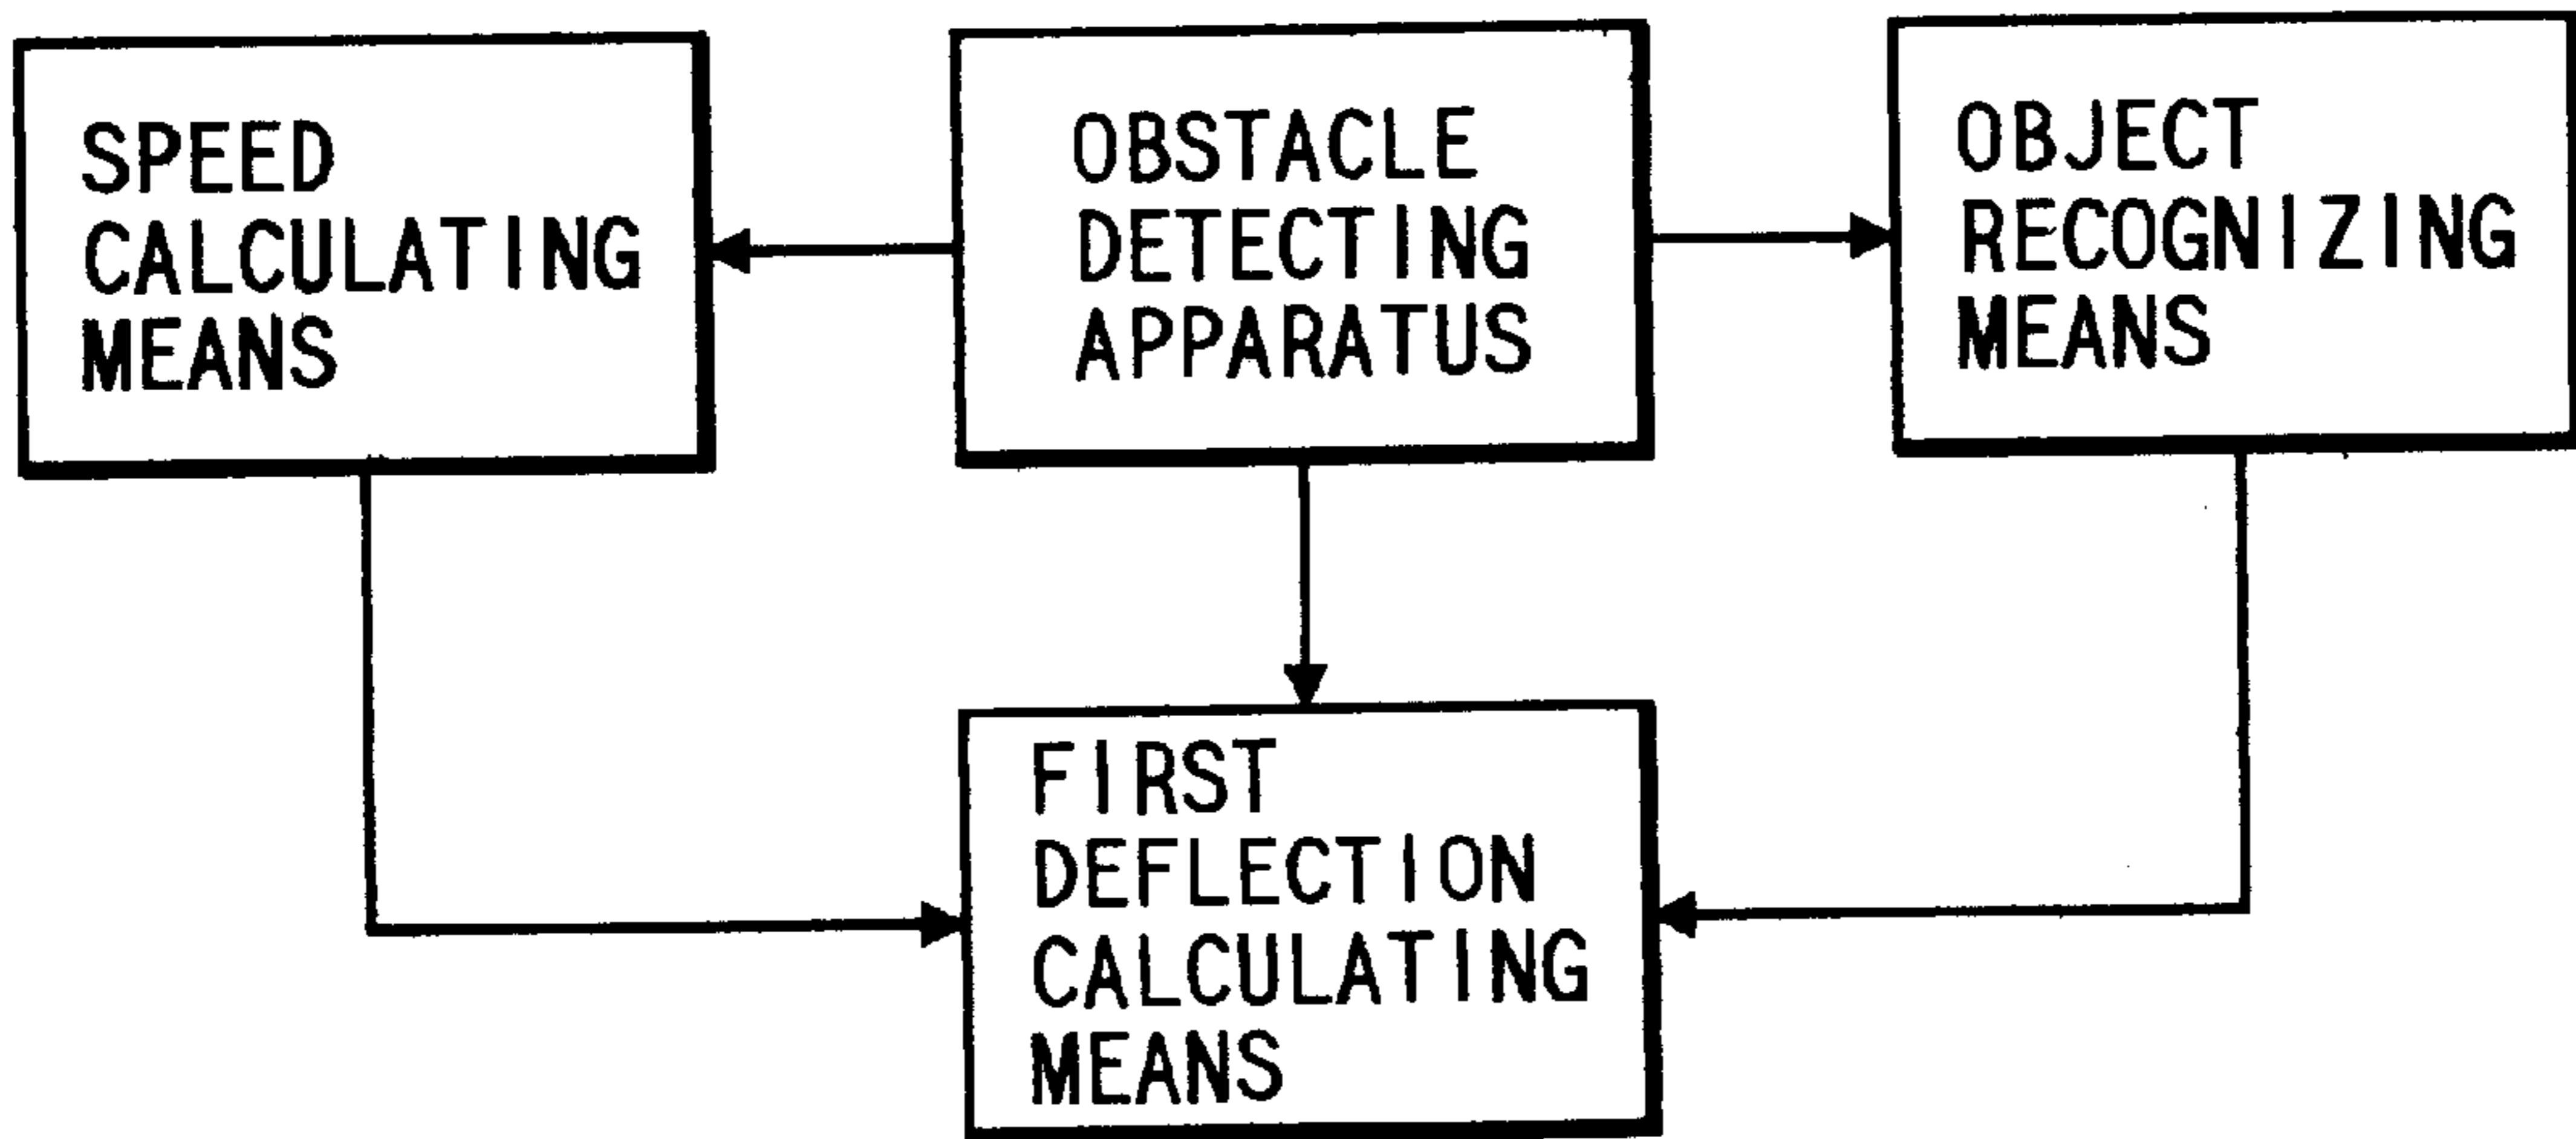 SPEED
CALCULATING
MEANS
OBSTACLE
DETECTING
APPARATUS
OBJECT
RECOGNIZING
MEANS
FIRST
DEFLECTION
CALCULATING
MEANS